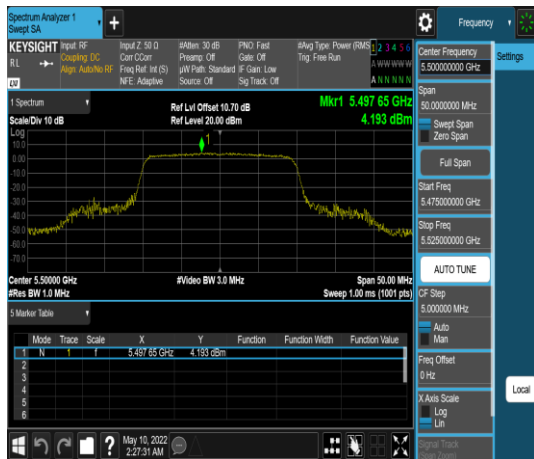 Spectrum Analyzer 1
Swept SA
+
Frequency
KEYSIGHT
RL
LXI
Input: RF
Coupling: DC
Align: Auto/No RF
Input Z: 50 Ω
Corr CCorr
Freq Ref: Int (S)
NFE: Adaptive
#Atten: 30 dB
Preamp: Off
µW Path: Standard
Source: Off
PNO: Fast
Gate: Off
IF Gain: Low
Sig Track: Off
#Avg Type: Power (RMS)
Trig: Free Run
1 2 3 4 5 6
A W W W W W
A N N N N N
1 Spectrum
Scale/Div 10 dB
Ref Lvl Offset 10.70 dB
Ref Level 20.00 dBm
Mkr1 5.497 65 GHz
4.193 dBm
Log
10.0
0.00
-10.0
-20.0
-30.0
-40.0
-50.0
-60.0
-70.0
1
Center 5.50000 GHz
#Res BW 1.0 MHz
#Video BW 3.0 MHz
Span 50.00 MHz
Sweep 1.00 ms (1001 pts)
5 Marker Table
Mode Trace Scale X Y Function Function Width Function Value
1 N 1 f 5.497 65 GHz 4.193 dBm
2
3
4
5
6
May 10, 2022
2:27:31 AM
Center Frequency
5.500000000 GHz
Span
50.0000000 MHz
Swept Span
Zero Span
Full Span
Start Freq
5.475000000 GHz
Stop Freq
5.525000000 GHz
AUTO TUNE
CF Step
5.000000 MHz
Auto
Man
Freq Offset
0 Hz
X Axis Scale
Log
Lin
Signal Track
(Span Zoom)
Settings
Local